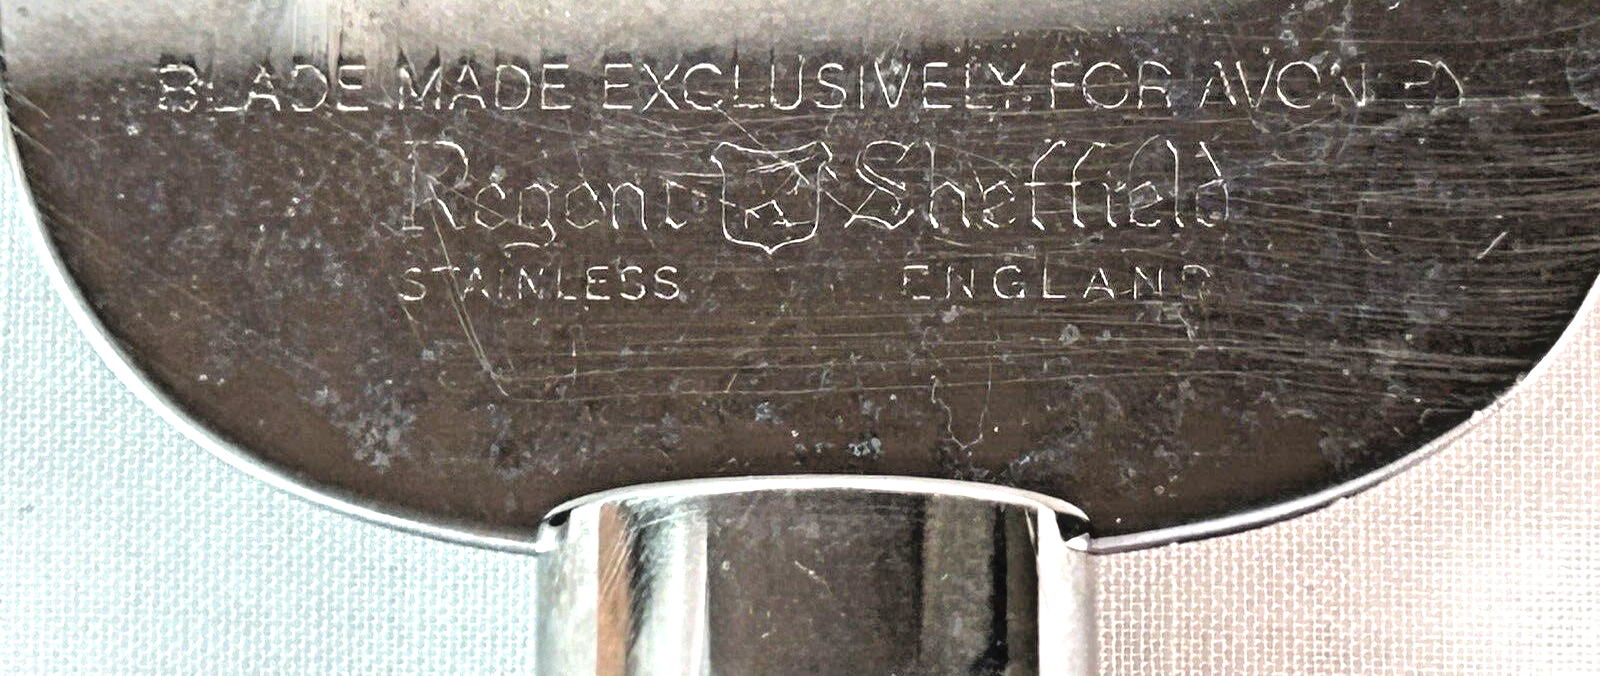 BLADE MADE EXCLUSIVELY FOR AVON
Regent Sheffield
STAINLESS ENGLAND